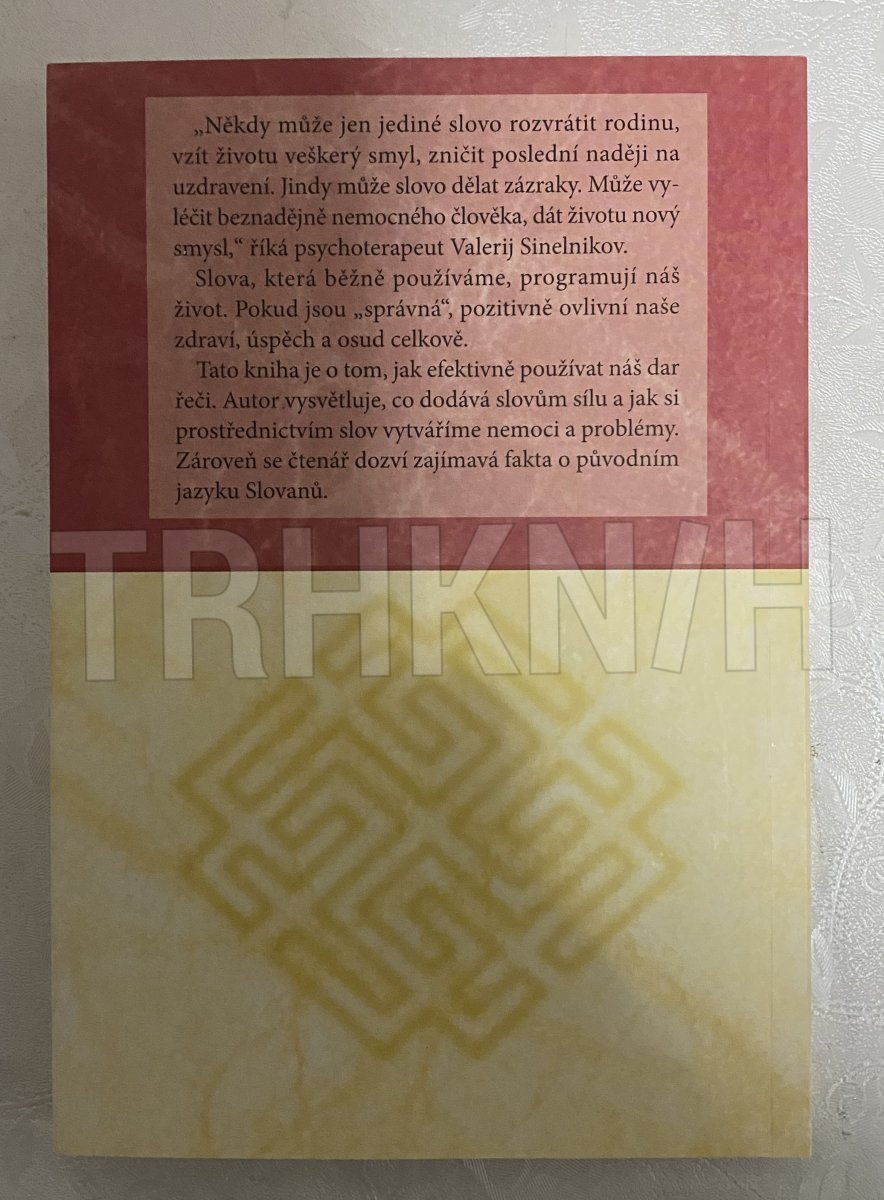 „Někdy může jen jediné slovo rozvrátit rodinu,
vzít životu veškerý smyl, zničit poslední naději na
uzdravení. Jindy může slovo dělat zázraky. Může vy-
léčit beznadějně nemocného člověka, dát životu nový
smysl,“ říká psychoterapeut Valerij Sinelnikov.
Slova, která běžně používáme, programují náš
život. Pokud jsou „správná“, pozitivně ovlivní naše
zdraví, úspěch a osud celkově.
Tato kniha je o tom, jak efektivně používat náš dar
řeči. Autor vysvětluje, co dodává slovům sílu a jak si
prostřednictvím slov vytváříme nemoci a problémy.
Zároveň se čtenář dozví zajímavá fakta o původním
jazyku Slovanů.
TRHKN/H